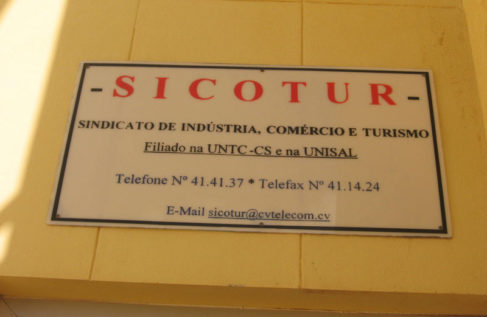 - SICOTUR -
SINDICATO DE INDÚSTRIA, COMÉRCIO E TURISMO
Filiado na UNTC-CS e na UNISAL
Telefone Nº 41.41.37 * Telefax Nº 41.14.24
E-Mail sicotur@cvtelecom.cv